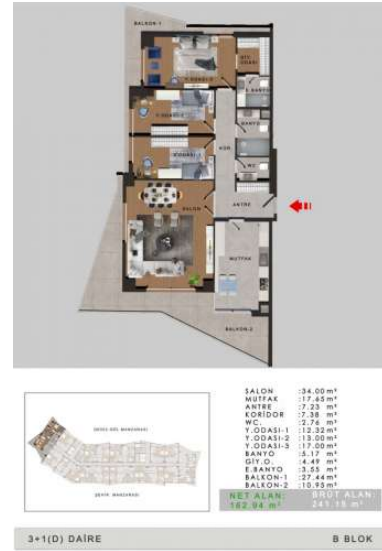 BALKON-1
GİY. ODASI
Y.ODASI-3
E.BANYO
BANYO
Y.ODASI-2
KOR.
Y.ODASI-1
WC
ANTRE
SALON
MUTFAK
BALKON-2
DENİZ-GÖL MANZARASI
ŞEHİR MANZARASI
SALON :34.00 m²
MUTFAK :17.65 m²
ANTRE :7.23 m²
KORİDOR :7.38 m²
WC. :2.76 m²
Y.ODASI-1 :12.32 m²
Y.ODASI-2 :13.00 m²
Y.ODASI-3 :17.00 m²
BANYO :5.17 m²
GİY.O. :4.49 m²
E.BANYO :3.55 m²
BALKON-1 :27.44 m²
BALKON-2 :10.95 m²
NET ALAN: BRÜT ALAN:
162.94 m² 241.15 m²
3+1(D) DAİRE B BLOK